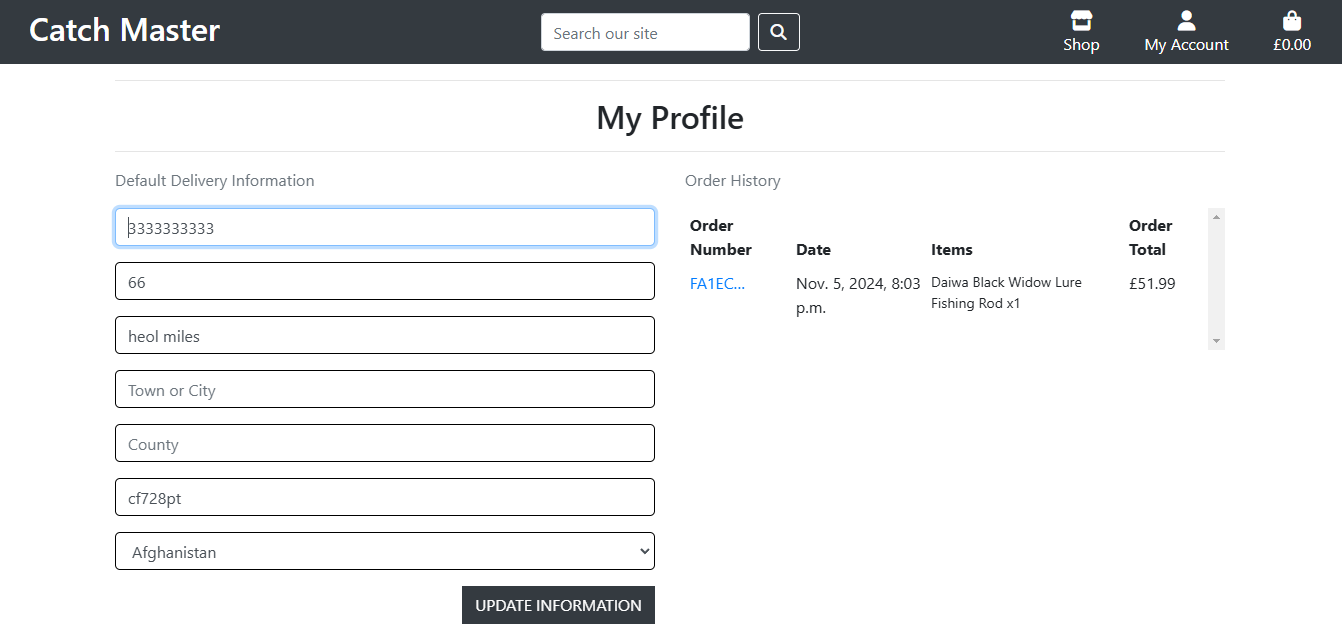 Catch Master
Search our site
Shop
My Account
£0.00
My Profile
Default Delivery Information
3333333333
66
heol miles
Town or City
County
cf728pt
Afghanistan
UPDATE INFORMATION
Order History
Order Number Date Items Order Total
FA1EC... Nov. 5, 2024, 8:03 p.m. Daiwa Black Widow Lure Fishing Rod x1 £51.99